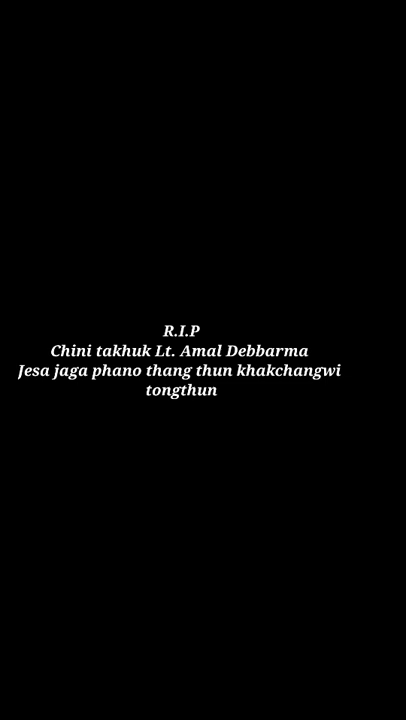 R.I.P
Chini takhuk Lt. Amal Debbarma
Jesa jaga phano thang thun khakchangwi
tongthun